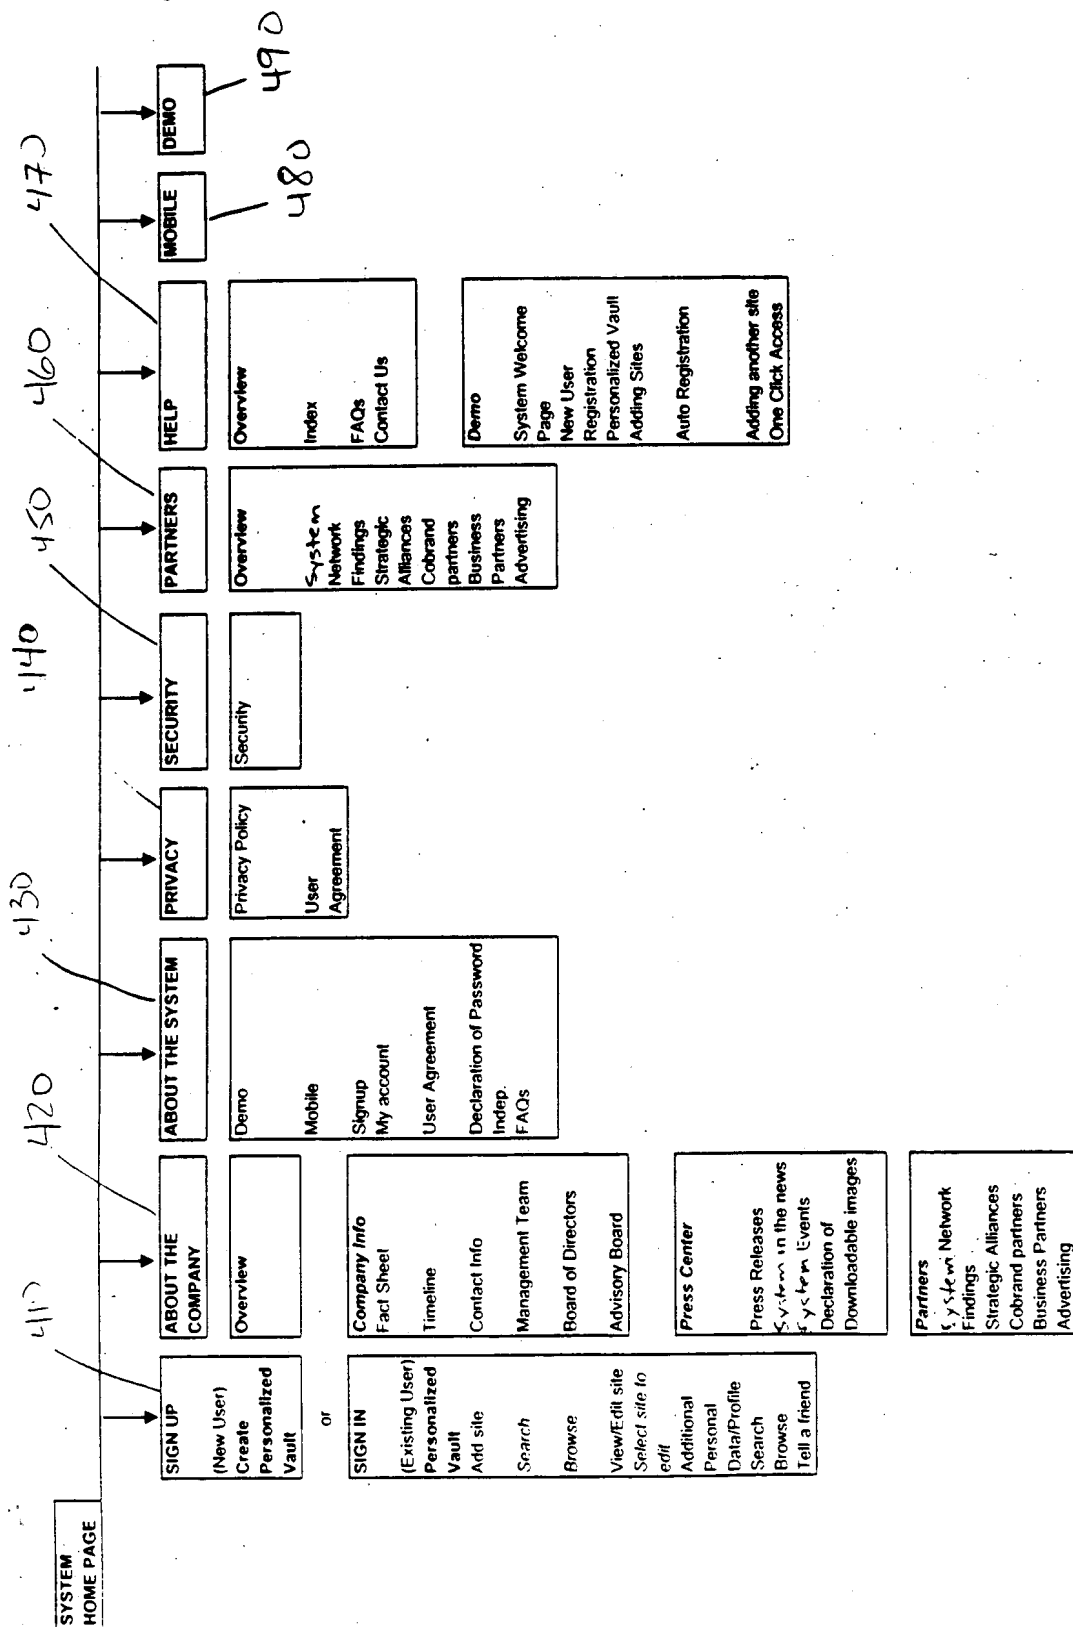 SYSTEM
HOME PAGE
410
SIGN UP
(New User)
Create
Personalized
Vault
or
SIGN IN
(Existing User)
Personalized
Vault
Add site
Search
Browse
View/Edit site
Select site to
edit
Additional
Personal
Data/Profile
Search
Browse
Tell a friend
420
ABOUT THE
COMPANY
Overview
Company Info
Fact Sheet
Timeline
Contact Info
Management Team
Board of Directors
Advisory Board
Press Center
Press Releases
System in the news
System Events
Declaration of
Downloadable images
Partners
System Network
Findings
Strategic Alliances
Cobrand partners
Business Partners
Advertising
430
ABOUT THE SYSTEM
Demo
Mobile
Signup
My account
User Agreement
Declaration of Password
Indep.
FAQs
440
PRIVACY
Privacy Policy
User
Agreement
450
SECURITY
Security
460
PARTNERS
Overview
System
Network
Findings
Strategic
Alliances
Cobrand
partners
Business
Partners
Advertising
470
HELP
Overview
Index
FAQs
Contact Us
Demo
System Welcome
Page
New User
Registration
Personalized Vault
Adding Sites
Auto Registration
Adding another site
One Click Access
MOBILE
480
DEMO
490